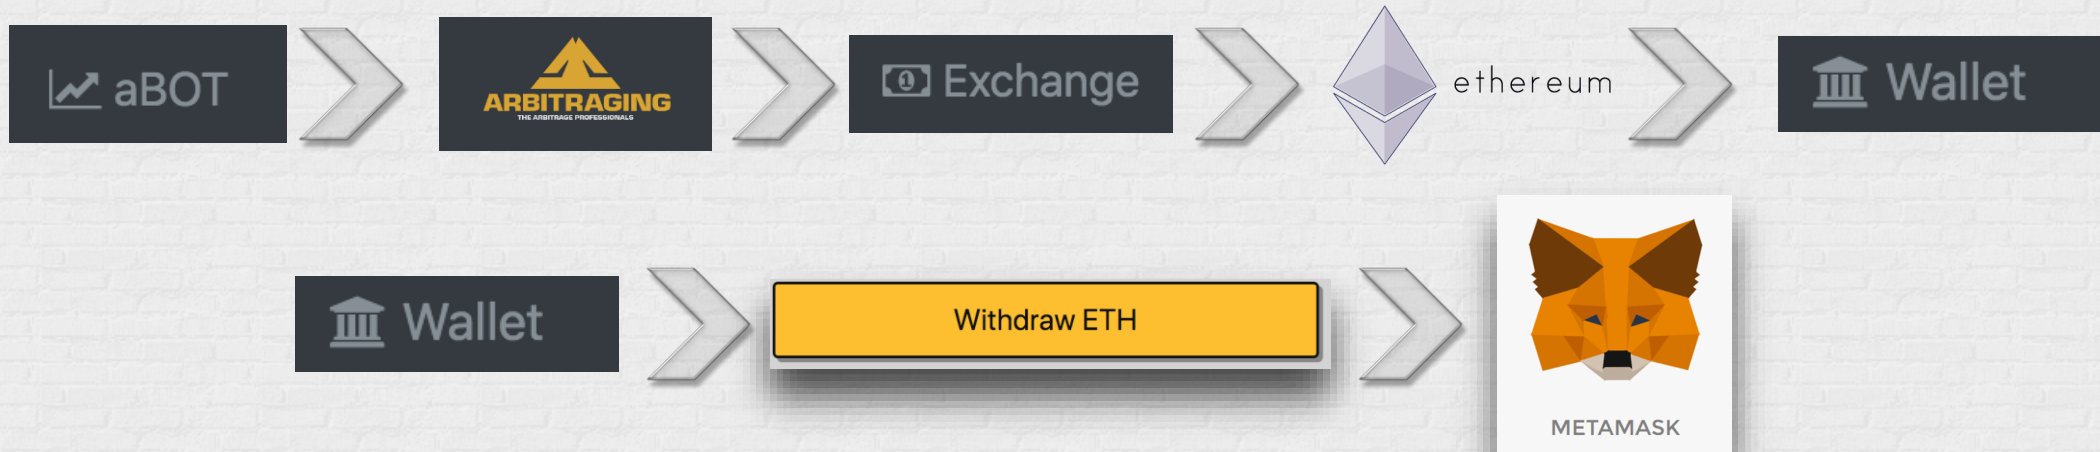 aBOT
ARBITRAGING
THE ARBITRAGE PROFESSIONALS
Exchange
ethereum
Wallet
Wallet
Withdraw ETH
METAMASK